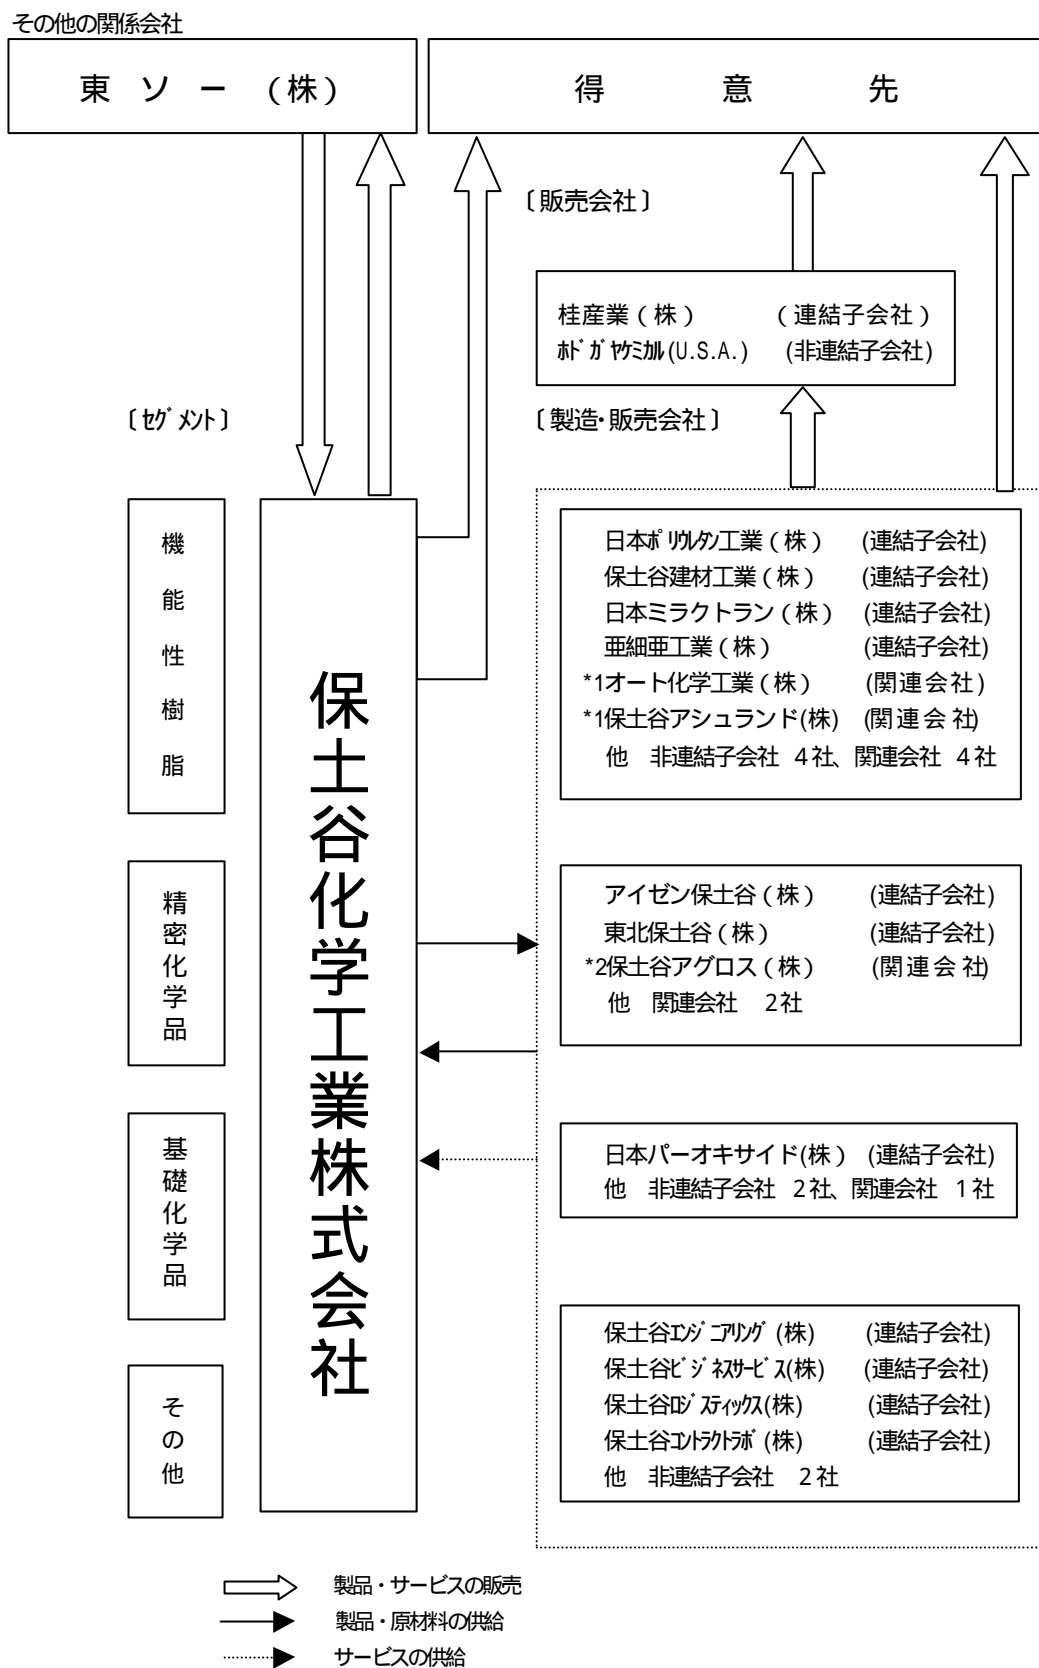 その他の関係会社
東ソー(株)
得意先
〔販売会社〕
桂産業(株) (連結子会社)
ﾎﾄﾞｶﾞﾔｹﾐｶﾙ(U.S.A.) (非連結子会社)
〔セグメント〕
〔製造・販売会社〕
機能性樹脂
精密化学品
基礎化学品
その他
保土谷化学工業株式会社
日本ﾎﾟﾘｳﾚﾀﾝ工業(株) (連結子会社)
保土谷建材工業(株) (連結子会社)
日本ミラクトラン(株) (連結子会社)
亜細亜工業(株) (連結子会社)
*1オート化学工業(株) (関連会社)
*1保土谷アシュランド(株) (関連会社)
他 非連結子会社 4社、関連会社 4社
アイゼン保土谷(株) (連結子会社)
東北保土谷(株) (連結子会社)
*2保土谷アグロス(株) (関連会社)
他 関連会社 2社
日本パーオキサイド(株) (連結子会社)
他 非連結子会社 2社、関連会社 1社
保土谷ｴﾝｼﾞﾆｱﾘﾝｸﾞ(株) (連結子会社)
保土谷ﾋﾞｼﾞﾈｽｻｰﾋﾞｽ(株) (連結子会社)
保土谷ﾛｼﾞｽﾃｨｯｸｽ(株) (連結子会社)
保土谷ｺﾝﾄﾗｸﾄﾗﾎﾞ(株) (連結子会社)
他 非連結子会社 2社
製品・サービスの販売
製品・原材料の供給
サービスの供給